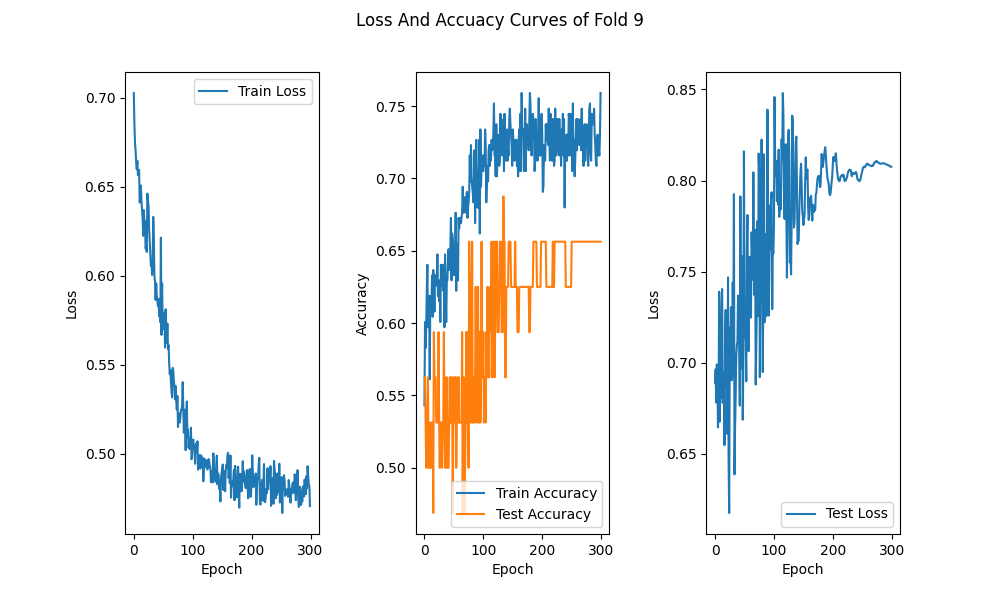 Loss And Accuacy Curves of Fold 9
0.70
0.65
0.60
0.55
0.50
Loss
0 100 200 300
Epoch
Train Loss
0.75
0.70
0.65
0.60
0.55
0.50
Accuracy
0 100 200 300
Epoch
Train Accuracy
Test Accuracy
0.85
0.80
0.75
0.70
0.65
Loss
0 100 200 300
Epoch
Test Loss